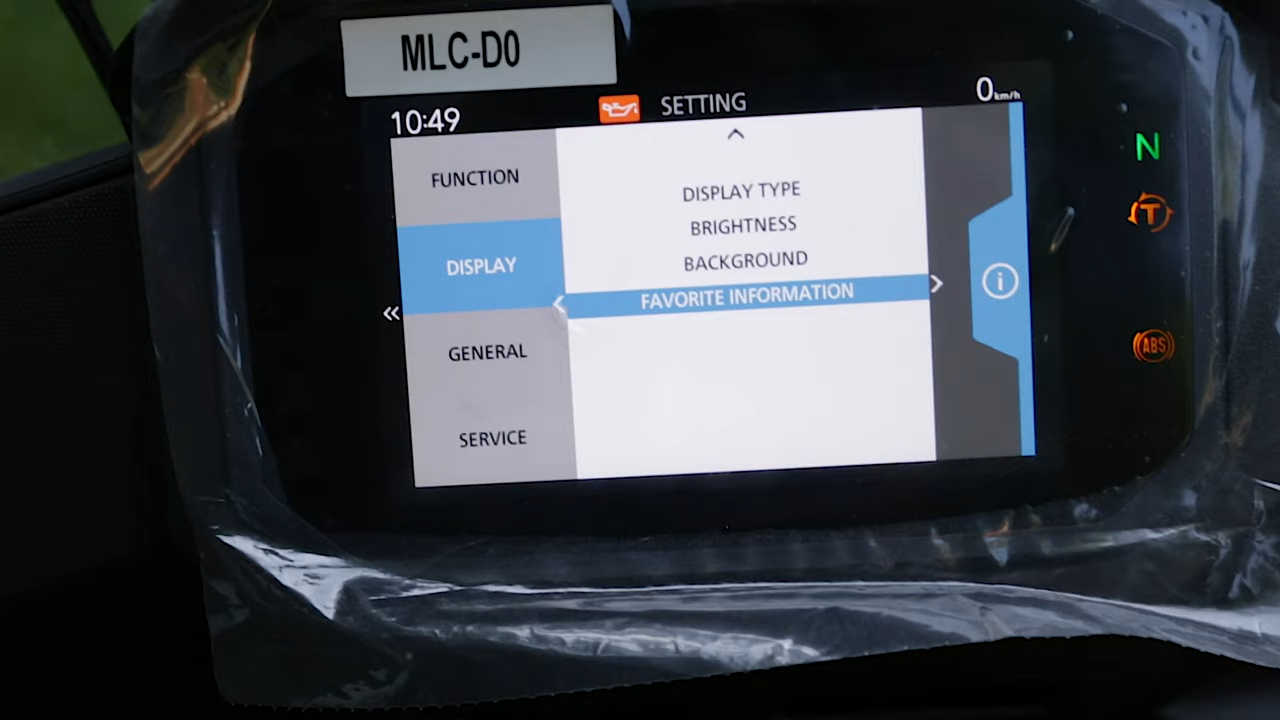 MLC-D0
10:49
SETTING
0 km/h
FUNCTION
DISPLAY
GENERAL
SERVICE
DISPLAY TYPE
BRIGHTNESS
BACKGROUND
FAVORITE INFORMATION
i
N
T
ABS